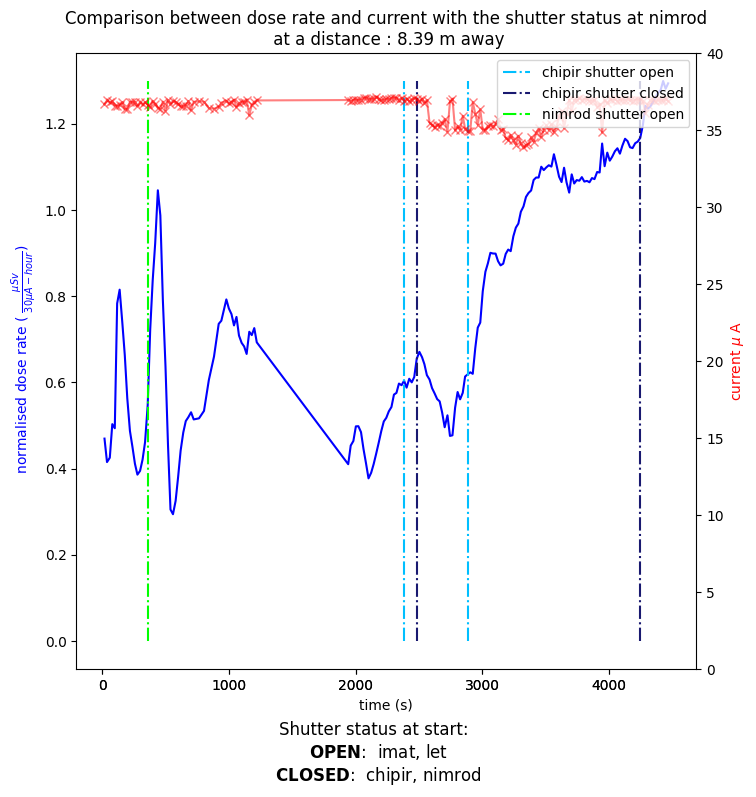 Comparison between dose rate and current with the shutter status at nimrod
at a distance : 8.39 m away
chipir shutter open
chipir shutter closed
nimrod shutter open
normalised dose rate ( μSv / 30μA − hour )
1.2
1.0
0.8
0.6
0.4
0.2
0.0
40
35
30
25
20
15
10
5
0
current μ A
0 1000 2000 3000 4000
time (s)
Shutter status at start:
OPEN: imat, let
CLOSED: chipir, nimrod